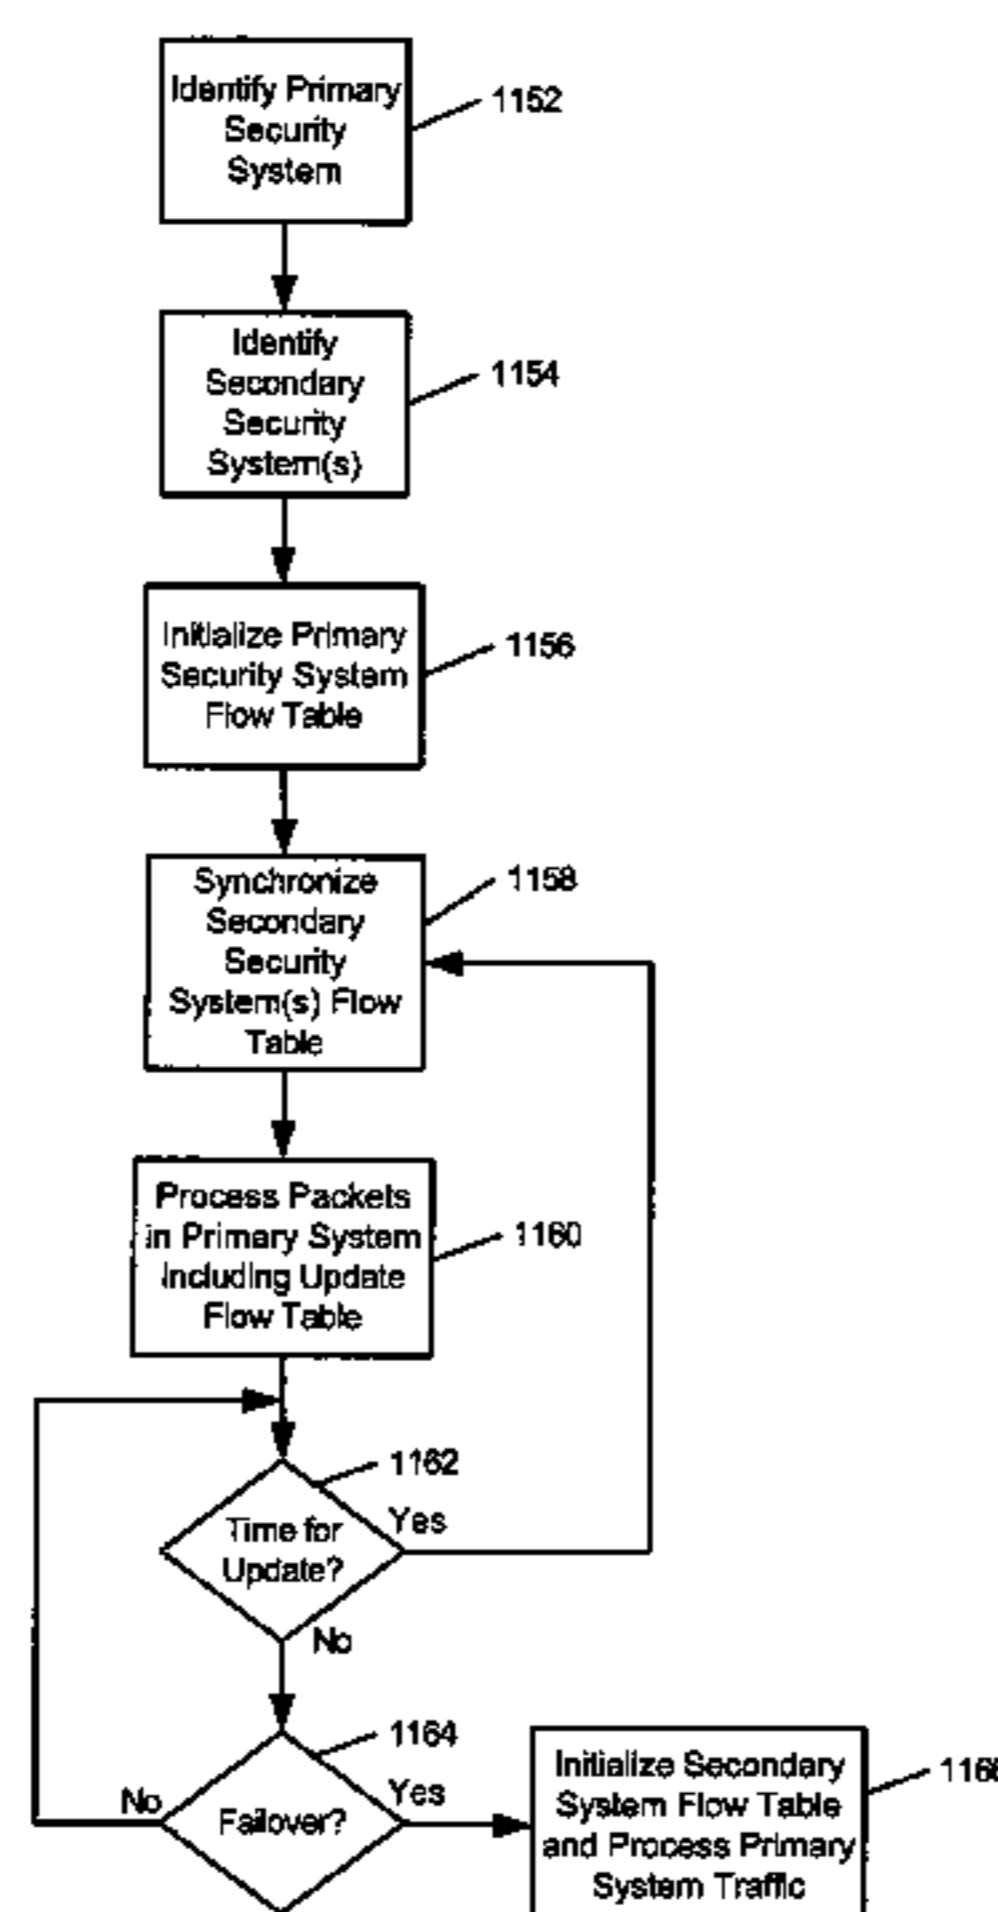 Identify Primary
Security
System
1152
Identify
Secondary
Security
System(s)
1154
Initialize Primary
Security System
Flow Table
1156
Synchronize
Secondary
Security
System(s) Flow
Table
1158
Process Packets
in Primary System
Including Update
Flow Table
1160
Time for
Update?
1162
Yes
No
Failover?
1164
No
Yes
Initialize Secondary
System Flow Table
and Process Primary
System Traffic